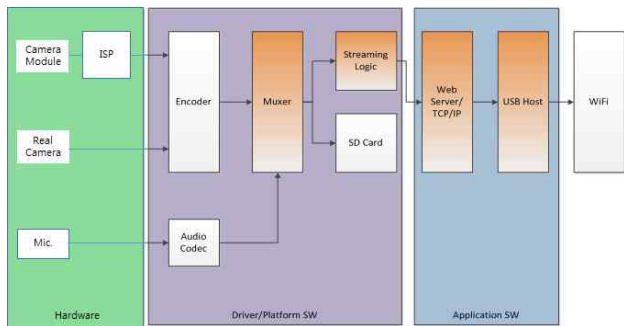 Camera
Module
ISP
Real
Camera
Mic.
Hardware
Encoder
Muxer
Streaming
Logic
SD Card
Audio
Codec
Driver/Platform SW
Web
Server/
TCP/IP
USB Host
Application SW
WiFi